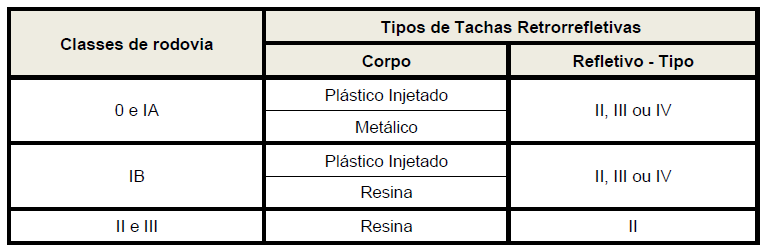 Classes de rodovia
Tipos de Tachas Retrorrefletivas
Corpo
Refletivo - Tipo
0 e IA
Plástico Injetado
Metálico
II, III ou IV
IB
Plástico Injetado
Resina
II, III ou IV
II e III
Resina
II